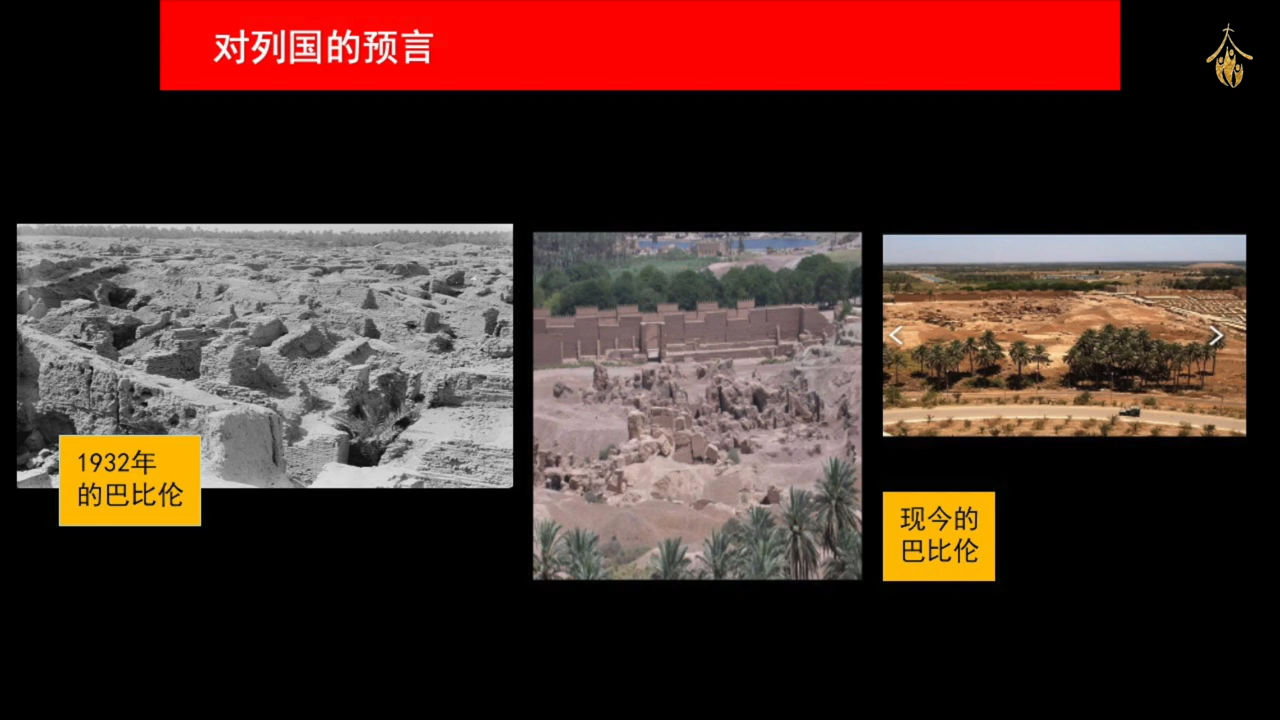 对列国的预言
1932年
的巴比伦
现今的
巴比伦